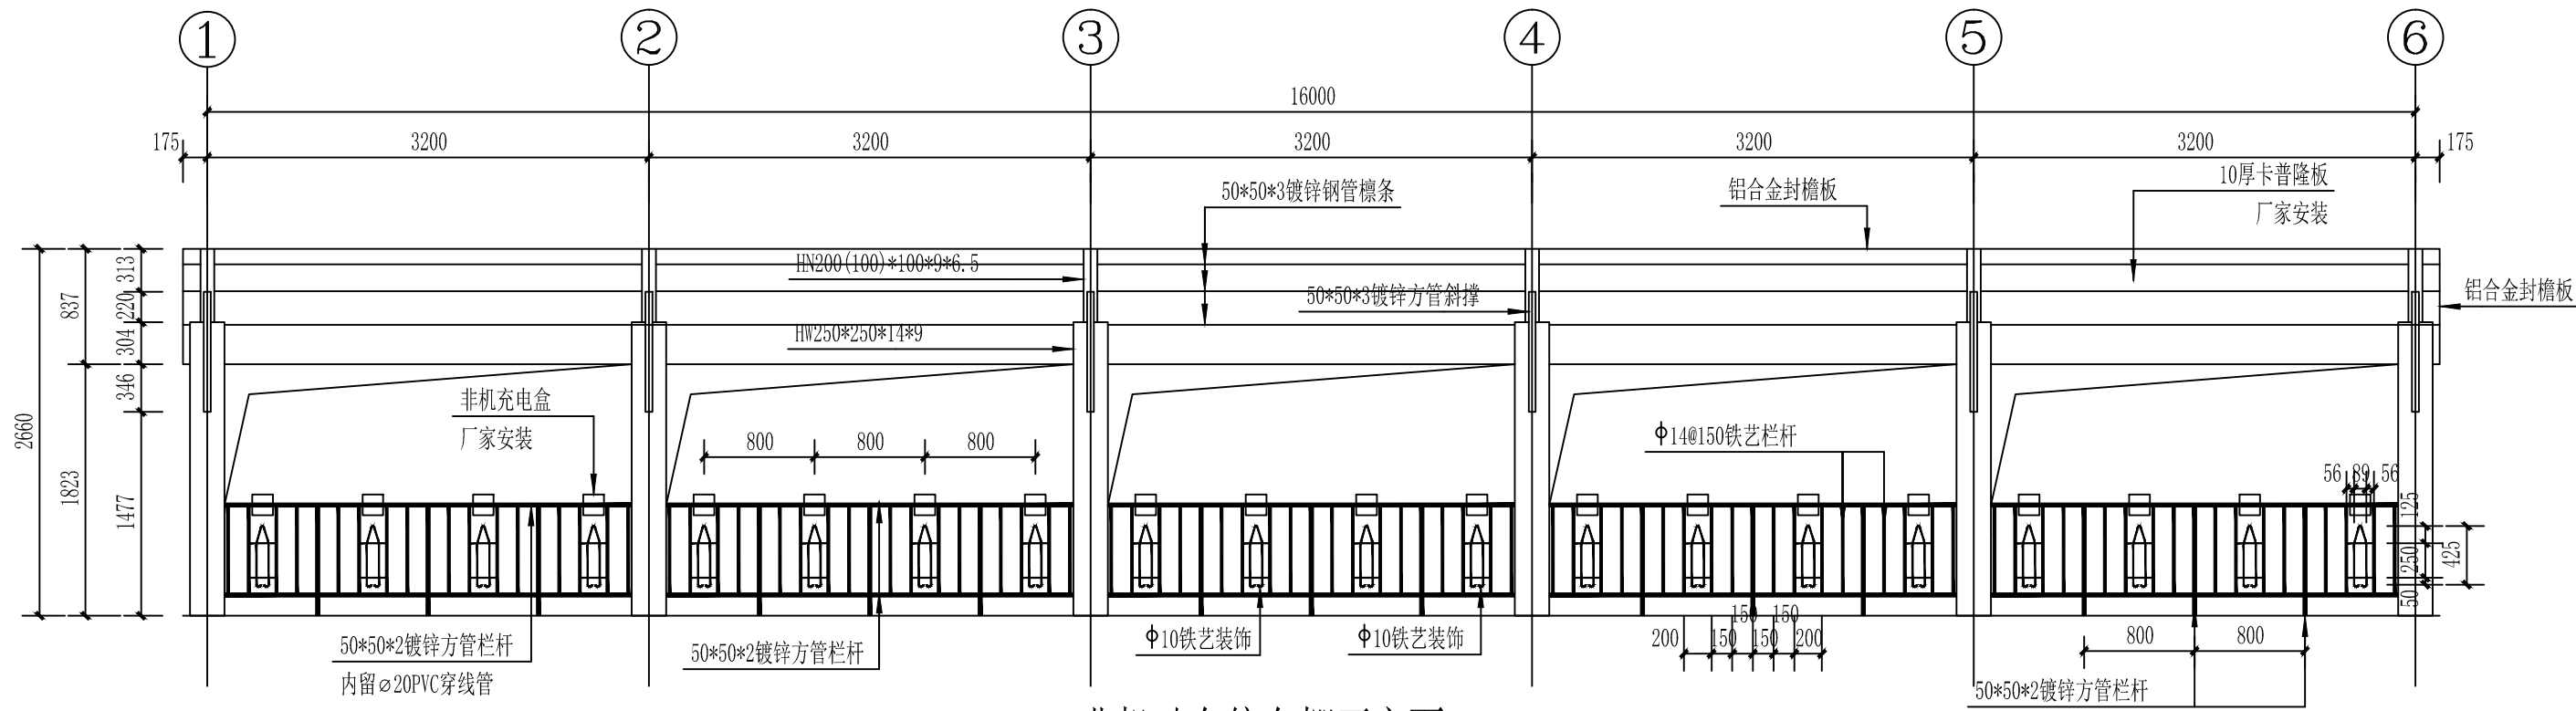 1 2 3 4 5 6
16000
175 3200 3200 3200 3200 3200 175
50*50*3镀锌钢管檩条
铝合金封檐板
10厚卡普隆板
厂家安装
HN200(100)*100*9*6.5
50*50*3镀锌方管斜撑
铝合金封檐板
HW250*250*14*9
313
220
304
346
1477
837
1823
2660
非机充电盒
厂家安装
800 800 800
ϕ14@150铁艺栏杆
56 89 56
125
250
50
425
50*50*2镀锌方管栏杆
内留⌀20PVC穿线管
50*50*2镀锌方管栏杆
ϕ10铁艺装饰
ϕ10铁艺装饰
200 150 150 150 150 200
800 800
50*50*2镀锌方管栏杆